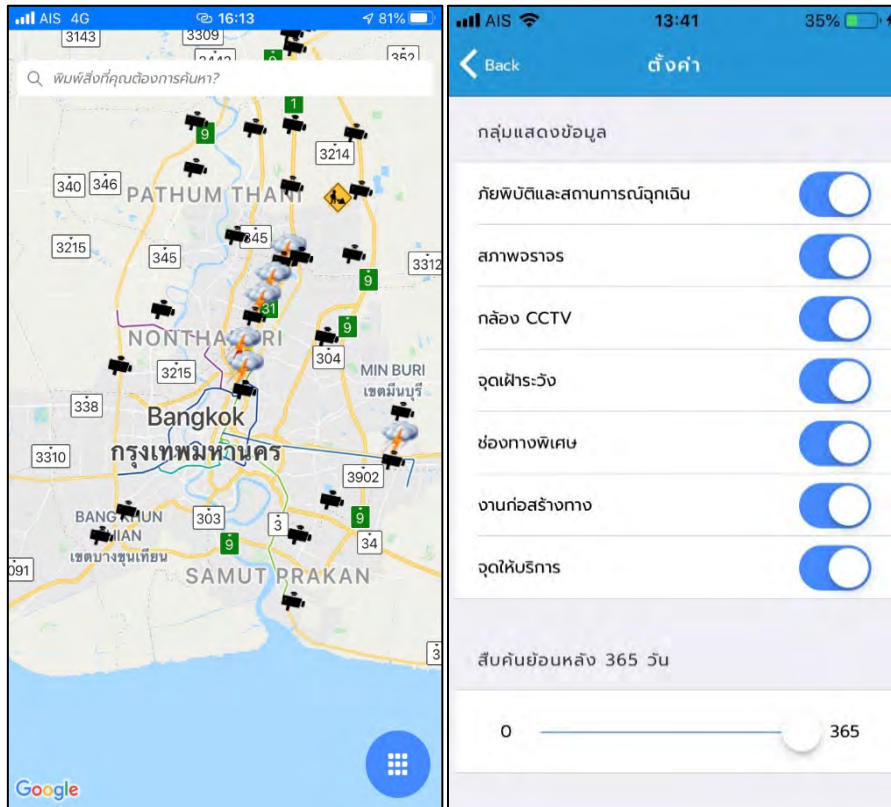 AIS 4G 16:13 81%
3143
3309
352
พิมพ์สิ่งที่คุณต้องการค้นหา?
1
9
3214
340
346
PATHUM THANI
3215
345
345
3312
9
31
9
NONTHABURI
304
3215
MIN BURI
เขตมีนบุรี
338
Bangkok
กรุงเทพมหานคร
3310
3902
BANG KHUN
THIAN
เขตบางขุนเทียน
303
3
9
34
9
SAMUT PRAKAN
Google
AIS 13:41 35%
Back ตั้งค่า
กลุ่มแสดงข้อมูล
ภัยพิบัติและสถานการณ์ฉุกเฉิน
สภาพจราจร
กล้อง CCTV
จุดเฝ้าระวัง
ช่องทางพิเศษ
งานก่อสร้างทาง
จุดให้บริการ
สืบค้นย้อนหลัง 365 วัน
0 365